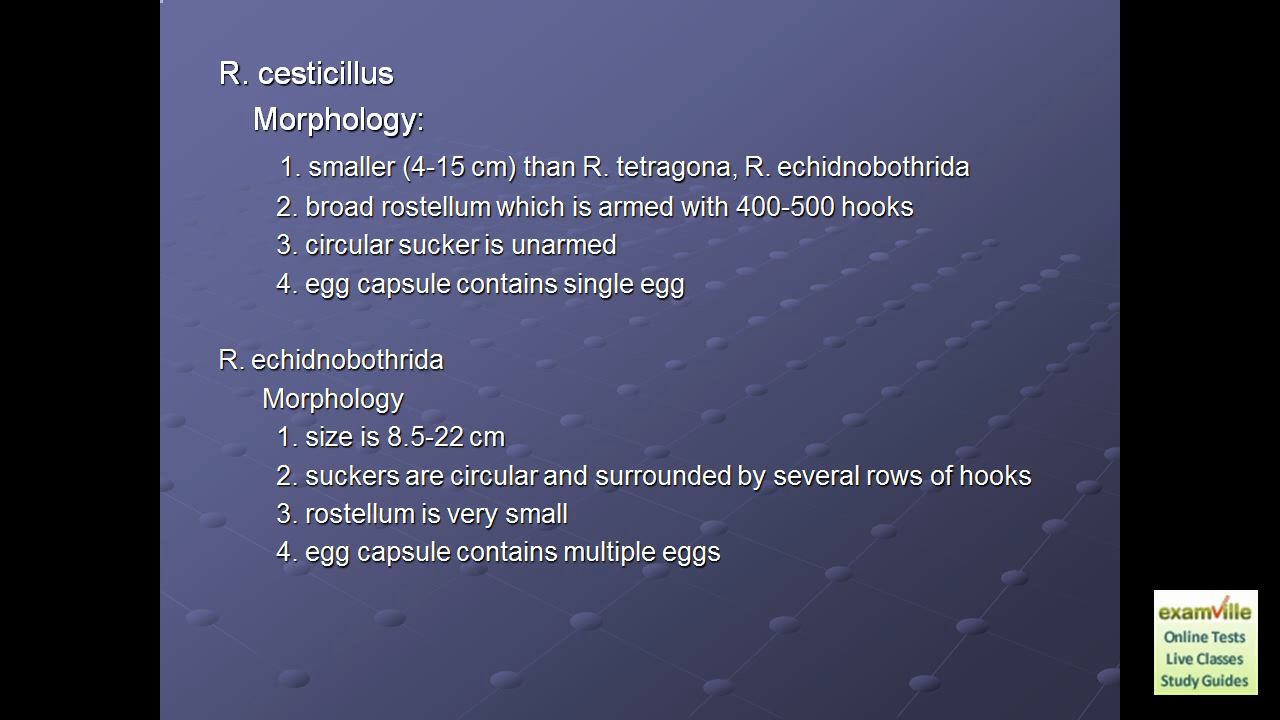 R. cesticillus
Morphology:
1. smaller (4-15 cm) than R. tetragona, R. echidnobothrida
2. broad rostellum which is armed with 400-500 hooks
3. circular sucker is unarmed
4. egg capsule contains single egg
R. echidnobothrida
Morphology
1. size is 8.5-22 cm
2. suckers are circular and surrounded by several rows of hooks
3. rostellum is very small
4. egg capsule contains multiple eggs
examville
Online Tests
Live Classes
Study Guides